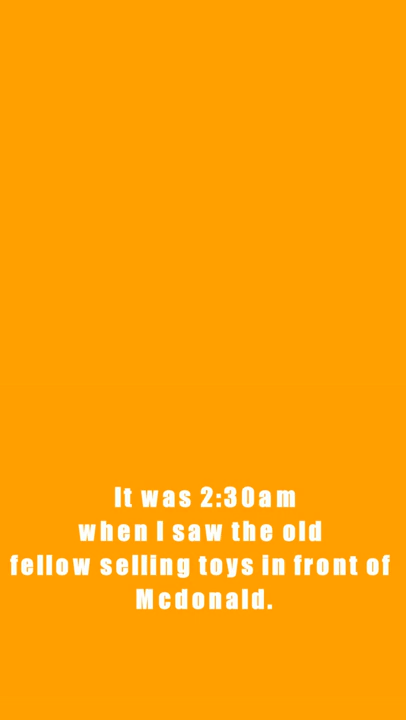 It was 2:30am
when I saw the old
fellow selling toys in front of
Mcdonald.